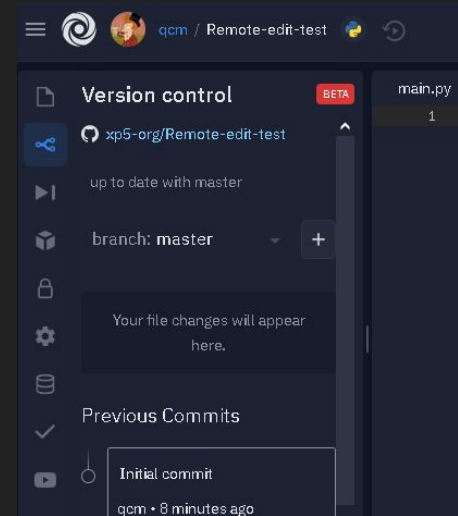 qcm / Remote-edit-test
Version control
BETA
main.py
xp5-org/Remote-edit-test
1
up to date with master
branch: master
+
Your file changes will appear
here.
Previous Commits
Initial commit
qcm • 8 minutes ago